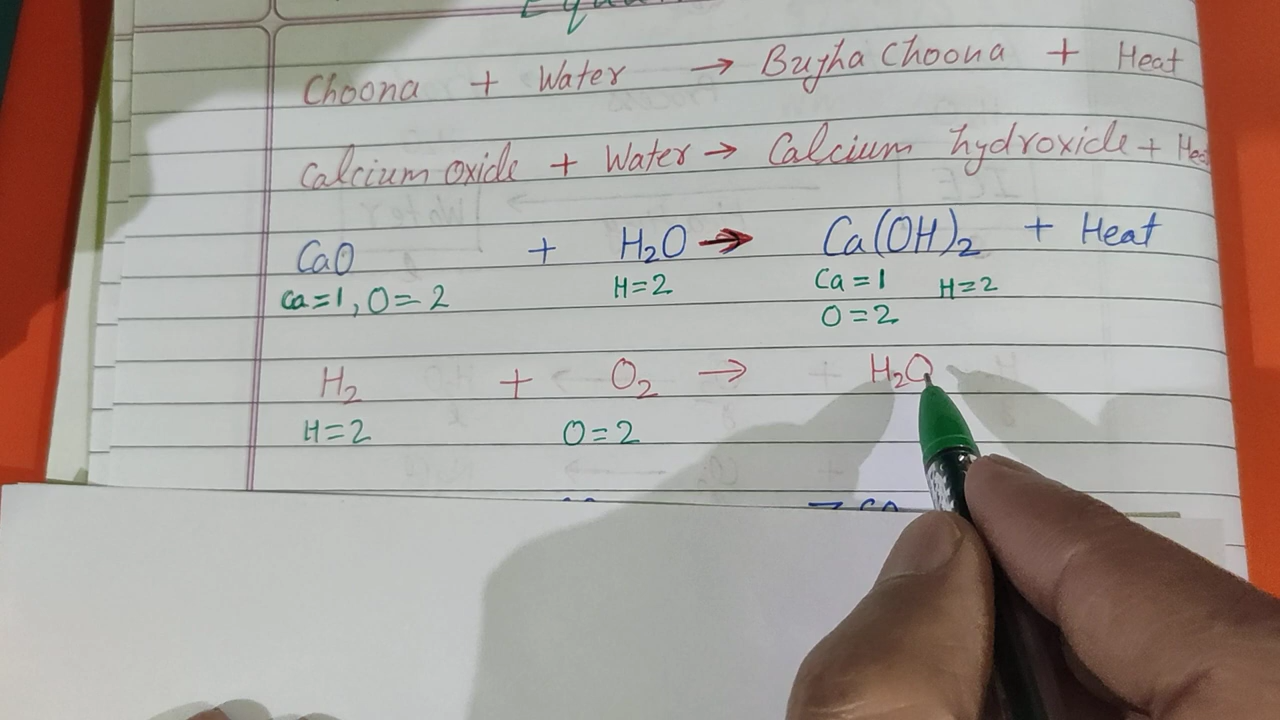 Choona + Water → Bujha Choona + Heat
Calcium oxide + Water → Calcium hydroxide +
CaO + H₂O → Ca(OH)₂ + Heat
Ca=1, O=2 H=2 Ca=1 H=2
O=2
H₂ + O₂ → H₂O
H=2 O=2